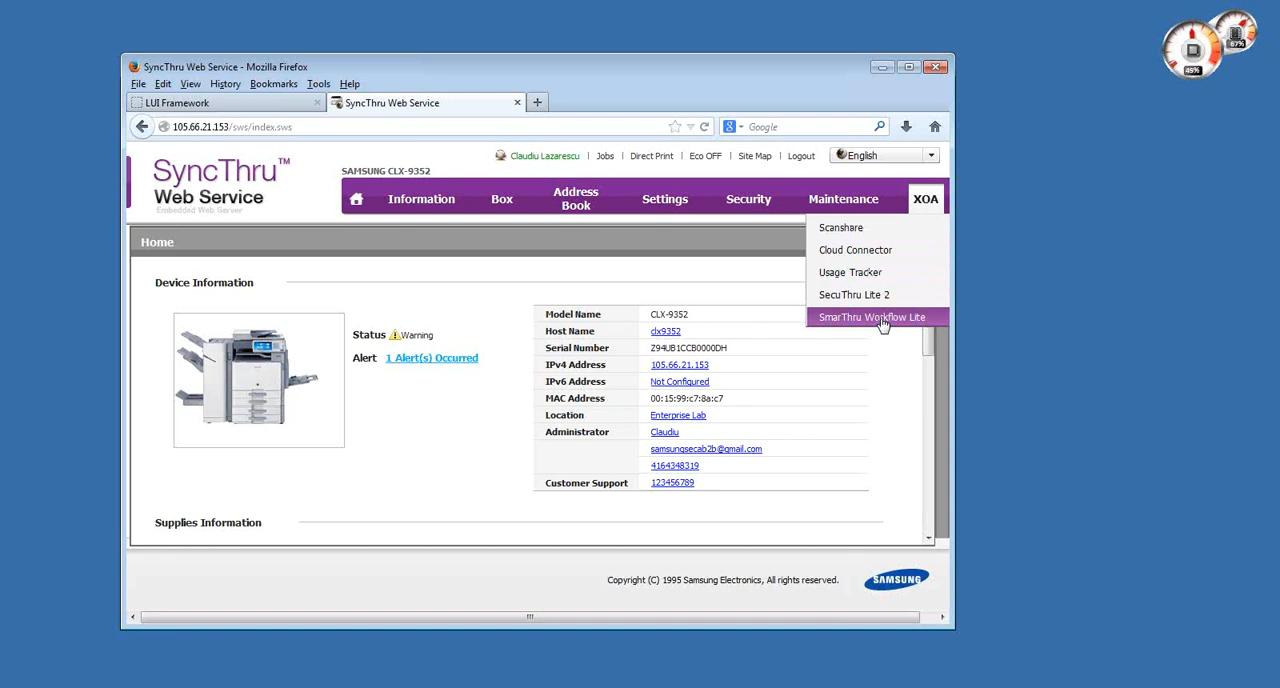 SyncThru Web Service - Mozilla Firefox
File Edit View History Bookmarks Tools Help
LUI Framework SyncThru Web Service
105.66.21.153/sws/index.sws Google
Claudiu Lazarescu | Jobs | Direct Print | Eco OFF | Site Map | Logout English
SyncThru™
Web Service
Embedded Web Server
SAMSUNG CLX-9352
Information Box Address Book Settings Security Maintenance XOA
Scanshare
Cloud Connector
Usage Tracker
SecuThru Lite 2
SmarThru Workflow Lite
Home
Device Information
Status Warning
Alert 1 Alert(s) Occurred
Model Name CLX-9352
Host Name clx9352
Serial Number Z94UB1CCB0000DH
IPv4 Address 105.66.21.153
IPv6 Address Not Configured
MAC Address 00:15:99:c7:8a:c7
Location Enterprise Lab
Administrator Claudiu
samsungsecab2b@gmail.com
4164348319
Customer Support 123456789
Supplies Information
Copyright (C) 1995 Samsung Electronics, All rights reserved.
SAMSUNG
67%
45%